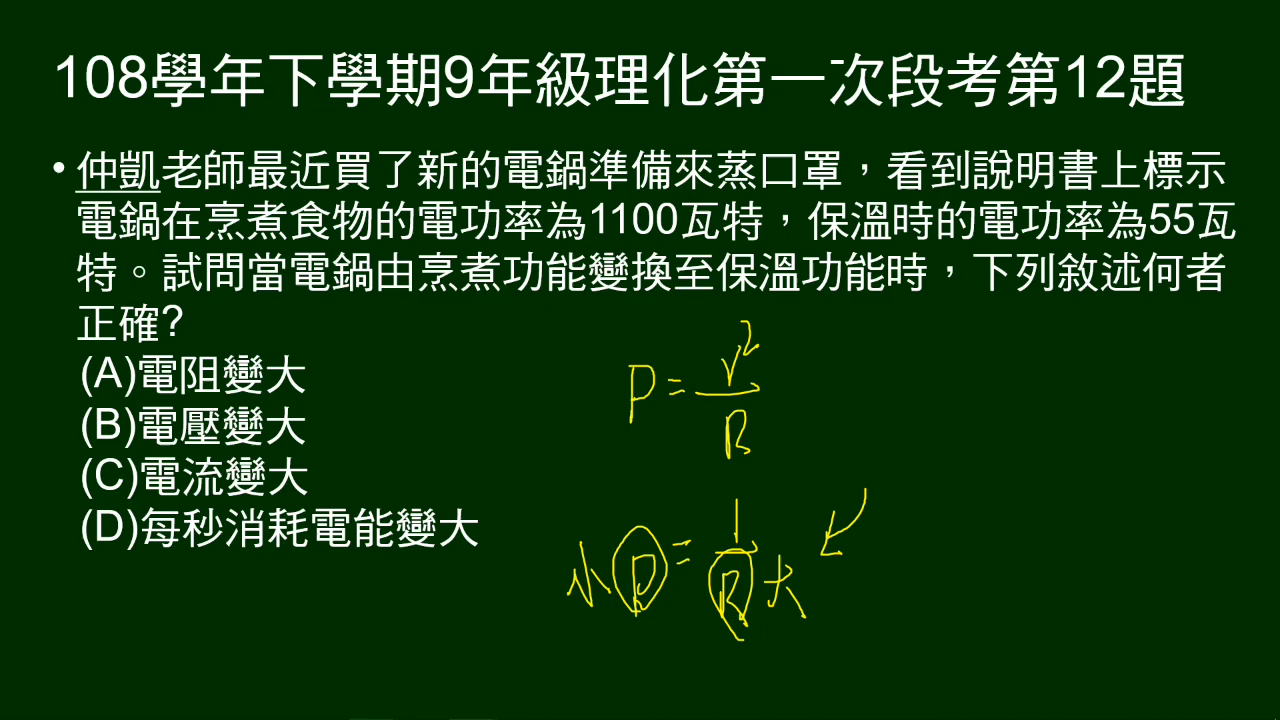 108學年下學期9年級理化第一次段考第12題
• 仲凱老師最近買了新的電鍋準備來蒸口罩，看到說明書上標示
電鍋在烹煮食物的電功率為1100瓦特，保溫時的電功率為55瓦
特。試問當電鍋由烹煮功能變換至保溫功能時，下列敘述何者
正確?
(A)電阻變大
(B)電壓變大
(C)電流變大
(D)每秒消耗電能變大
P = V²/R
小 P = 1/R 大